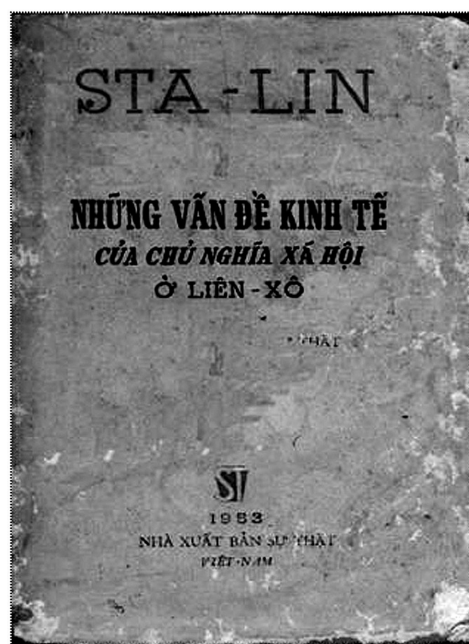 STA-LIN
NHỮNG VẤN ĐỀ KINH TẾ
CỦA CHỦ NGHĨA XÃ HỘI
Ở LIÊN-XÔ
THẬT
ST
1953
NHÀ XUẤT BẢN SỰ THẬT
VIỆT-NAM